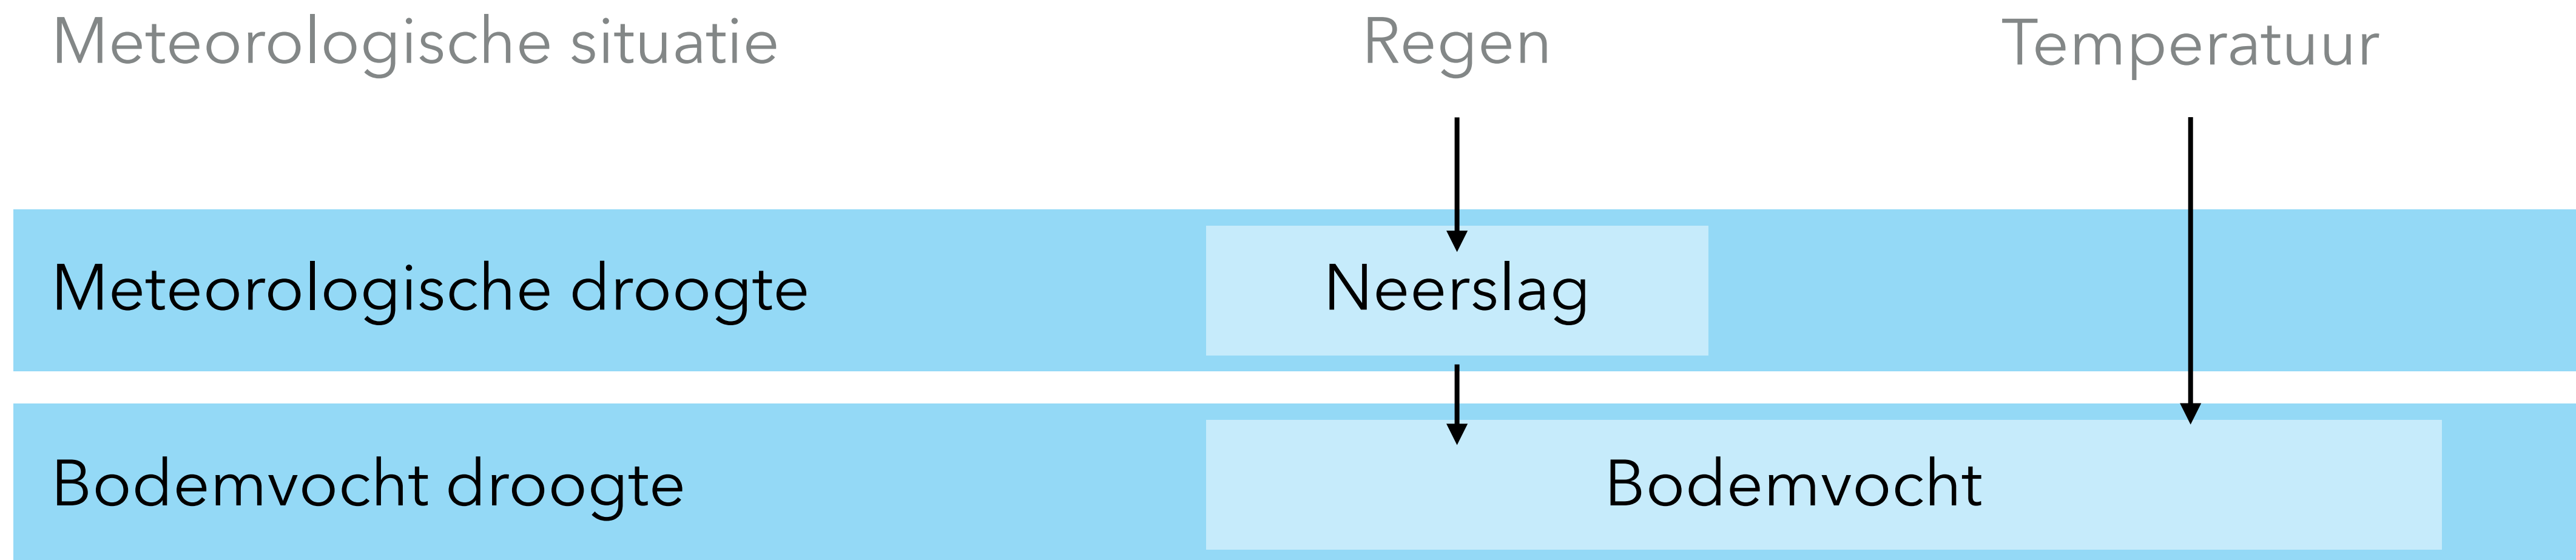 Meteorologische situatie Regen Temperatuur
Meteorologische droogte Neerslag
Bodemvocht droogte Bodemvocht